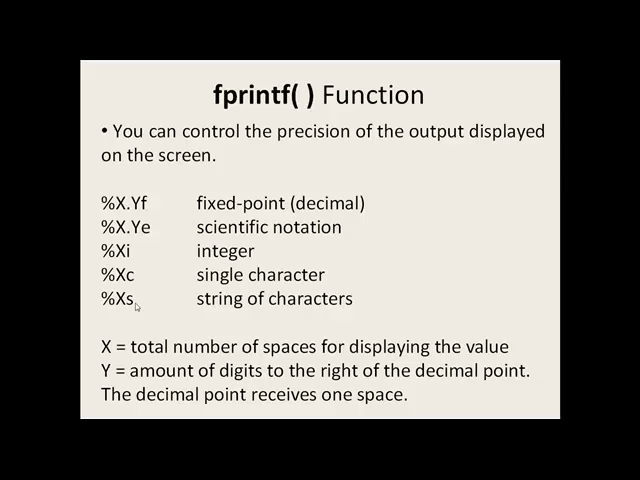 fprintf( ) Function
• You can control the precision of the output displayed
on the screen.
%X.Yf fixed-point (decimal)
%X.Ye scientific notation
%Xi integer
%Xc single character
%Xs string of characters
X = total number of spaces for displaying the value
Y = amount of digits to the right of the decimal point.
The decimal point receives one space.